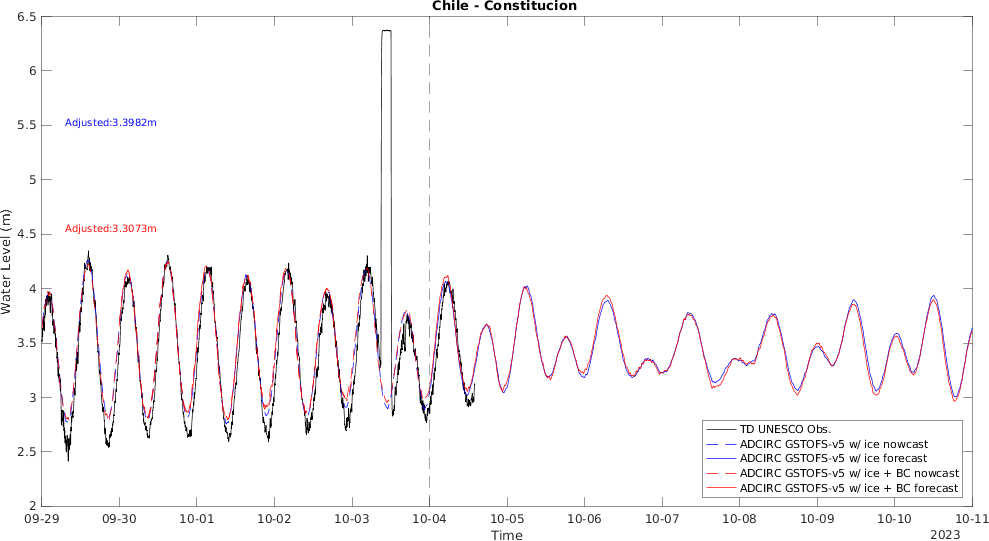 Chile - Constitucion
6.5
6
5.5
5
4.5
4
3.5
3
2.5
2
Water Level (m)
Adjusted:3.3982m
Adjusted:3.3073m
TD UNESCO Obs.
ADCIRC GSTOFS-v5 w/ ice nowcast
ADCIRC GSTOFS-v5 w/ ice forecast
ADCIRC GSTOFS-v5 w/ ice + BC nowcast
ADCIRC GSTOFS-v5 w/ ice + BC forecast
09-29 09-30 10-01 10-02 10-03 10-04 10-05 10-06 10-07 10-08 10-09 10-10 10-11
Time
2023